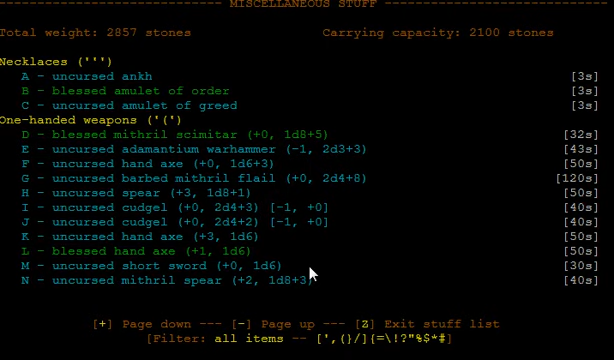 ---------------------------- MISCELLANEOUS STUFF ----------------------------
Total weight: 2857 stones Carrying capacity: 2100 stones
Necklaces (''')
A - uncursed ankh [3s]
B - blessed amulet of order [3s]
C - uncursed amulet of greed [3s]
One-handed weapons ('(')
D - blessed mithril scimitar (+0, 1d8+5) [32s]
E - uncursed adamantium warhammer (-1, 2d3+3) [43s]
F - uncursed hand axe (+0, 1d6+3) [50s]
G - uncursed barbed mithril flail (+0, 2d4+8) [120s]
H - uncursed spear (+3, 1d8+1) [50s]
I - uncursed cudgel (+0, 2d4+3) [-1, +0] [40s]
J - uncursed cudgel (+0, 2d4+2) [-1, +0] [40s]
K - uncursed hand axe (+3, 1d6) [50s]
L - blessed hand axe (+1, 1d6) [50s]
M - uncursed short sword (+0, 1d6) [30s]
N - uncursed mithril spear (+2, 1d8+3) [40s]
[+] Page down --- [-] Page up --- [Z] Exit stuff list
[Filter: all items -- [',(}/]{=\!?"%$*#]